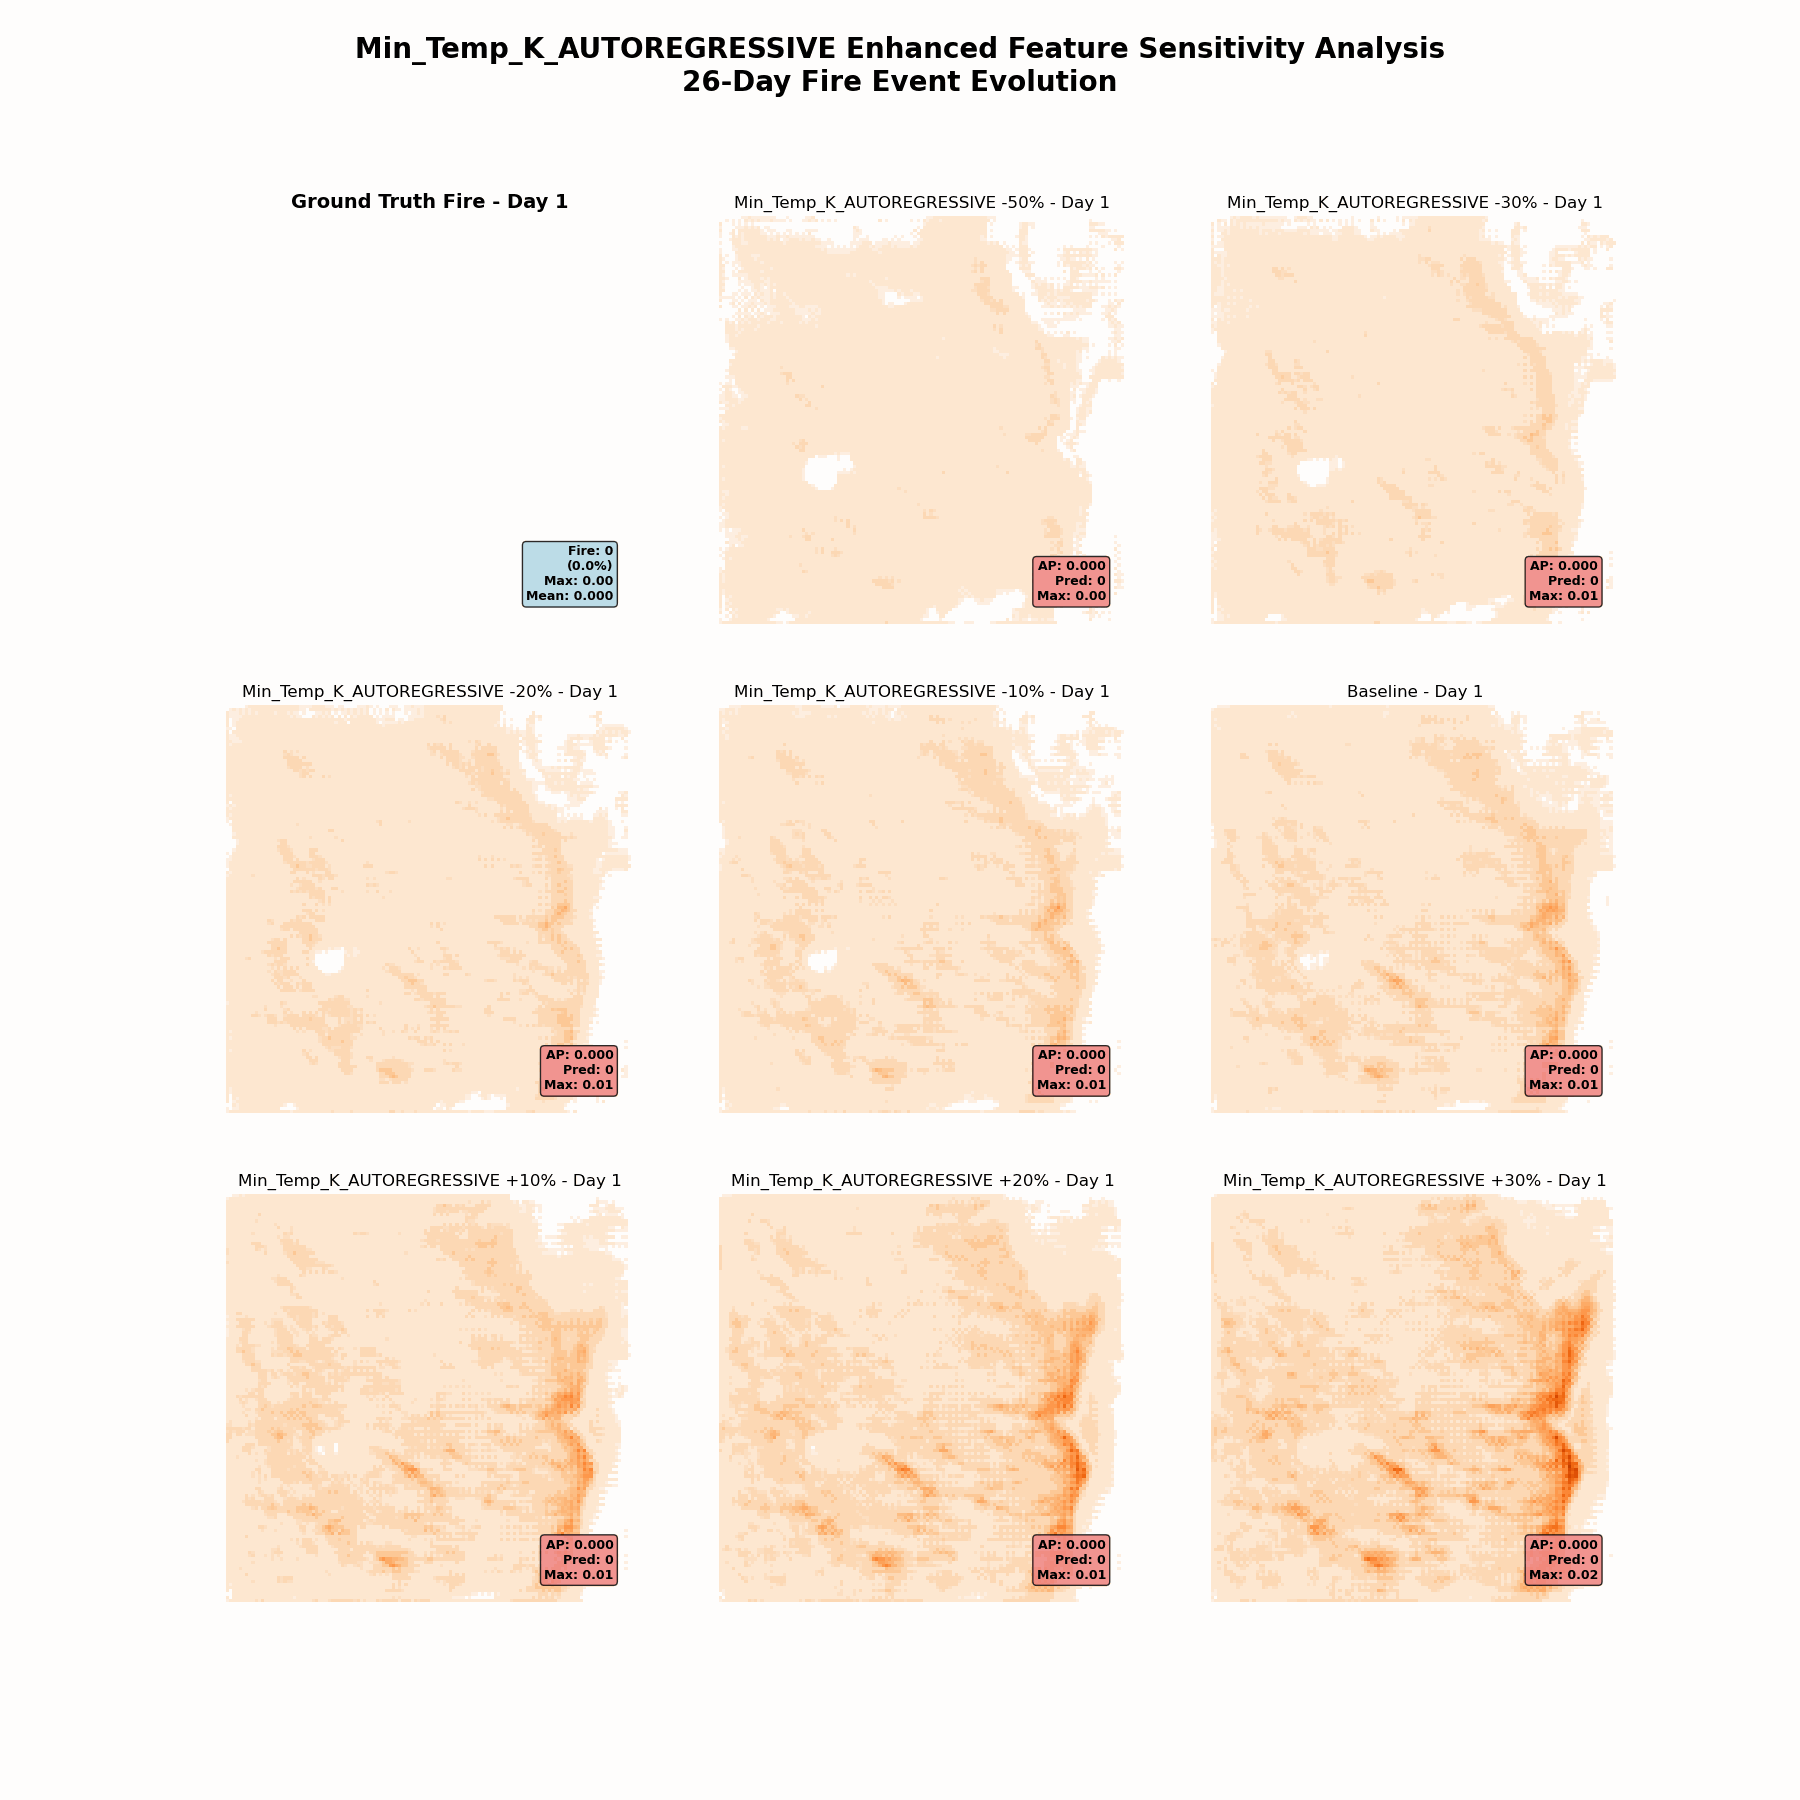 Min_Temp_K_AUTOREGRESSIVE Enhanced Feature Sensitivity Analysis
26-Day Fire Event Evolution
Ground Truth Fire - Day 1
Fire: 0
(0.0%)
Max: 0.00
Mean: 0.000
Min_Temp_K_AUTOREGRESSIVE -50% - Day 1
AP: 0.000
Pred: 0
Max: 0.00
Min_Temp_K_AUTOREGRESSIVE -30% - Day 1
AP: 0.000
Pred: 0
Max: 0.01
Min_Temp_K_AUTOREGRESSIVE -20% - Day 1
AP: 0.000
Pred: 0
Max: 0.01
Min_Temp_K_AUTOREGRESSIVE -10% - Day 1
AP: 0.000
Pred: 0
Max: 0.01
Baseline - Day 1
AP: 0.000
Pred: 0
Max: 0.01
Min_Temp_K_AUTOREGRESSIVE +10% - Day 1
AP: 0.000
Pred: 0
Max: 0.01
Min_Temp_K_AUTOREGRESSIVE +20% - Day 1
AP: 0.000
Pred: 0
Max: 0.01
Min_Temp_K_AUTOREGRESSIVE +30% - Day 1
AP: 0.000
Pred: 0
Max: 0.02